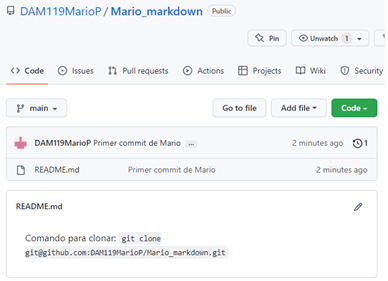 DAM119MarioP / Mario_markdown Public
Pin Unwatch 1
Code Issues Pull requests Actions Projects Wiki Security
main Go to file Add file Code
DAM119MarioP Primer commit de Mario ... 2 minutes ago 1
README.md Primer commit de Mario 2 minutes ago
README.md
Comando para clonar: git clone
git@github.com:DAM119MarioP/Mario_markdown.git